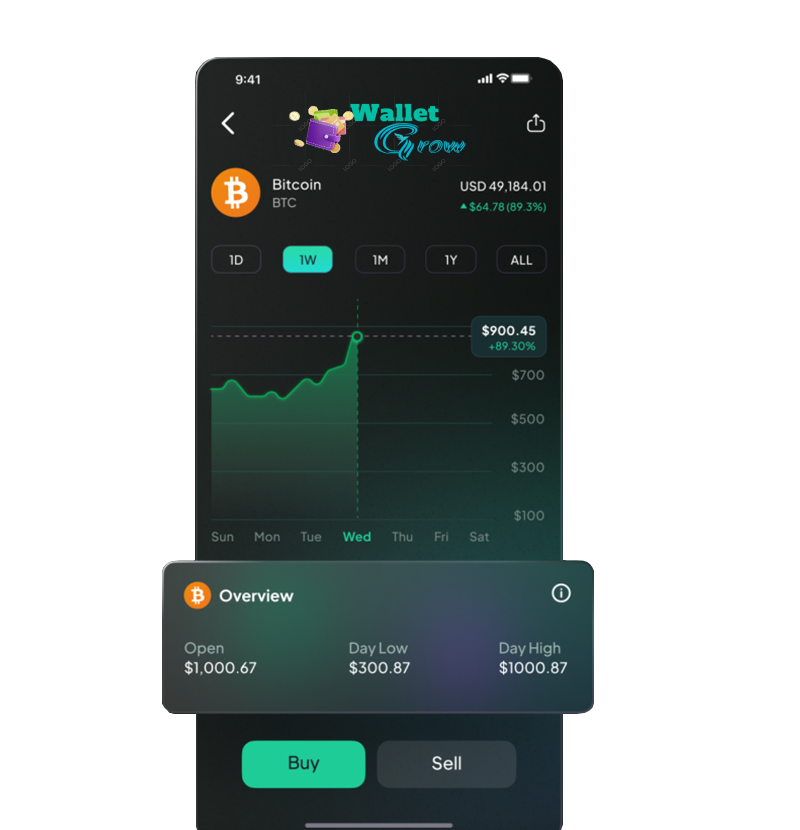 9:41
Wallet
Grow
Bitcoin
BTC
USD 49,184.01
$64.78 (89.3%)
1D 1W 1M 1Y ALL
$900.45
+89.30%
$700
$500
$300
$100
Sun Mon Tue Wed Thu Fri Sat
Overview
Open Day Low Day High
$1,000.67 $300.87 $1000.87
Buy Sell